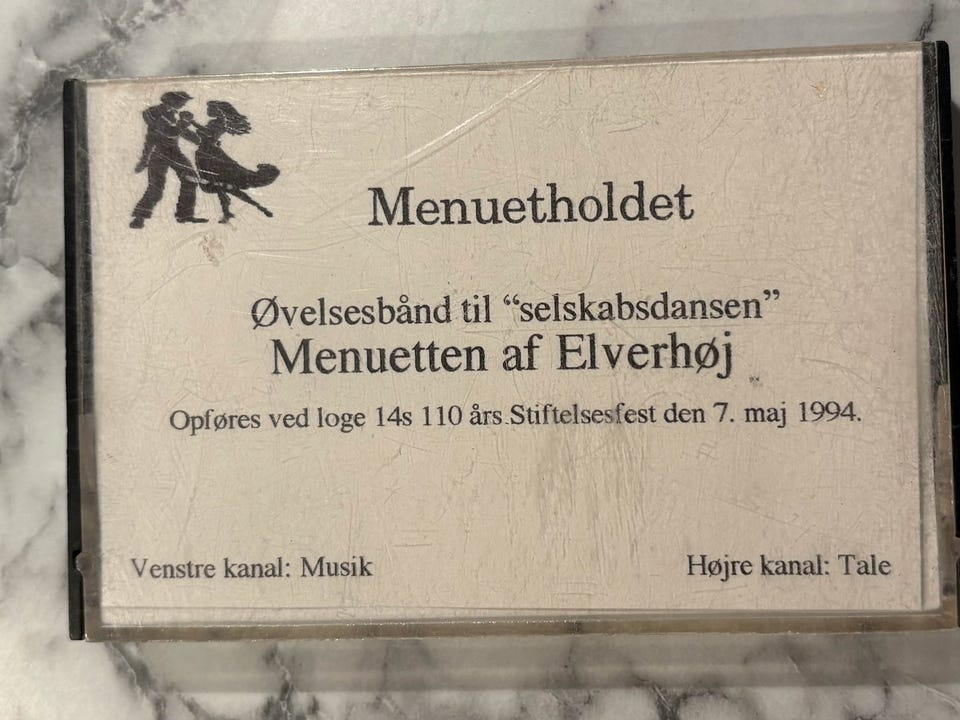 Menuetholdet
Øvelsesbånd til “selskabsdansen”
Menuetten af Elverhøj
Opføres ved loge 14s 110 års Stiftelsesfest den 7. maj 1994.
Venstre kanal: Musik
Højre kanal: Tale